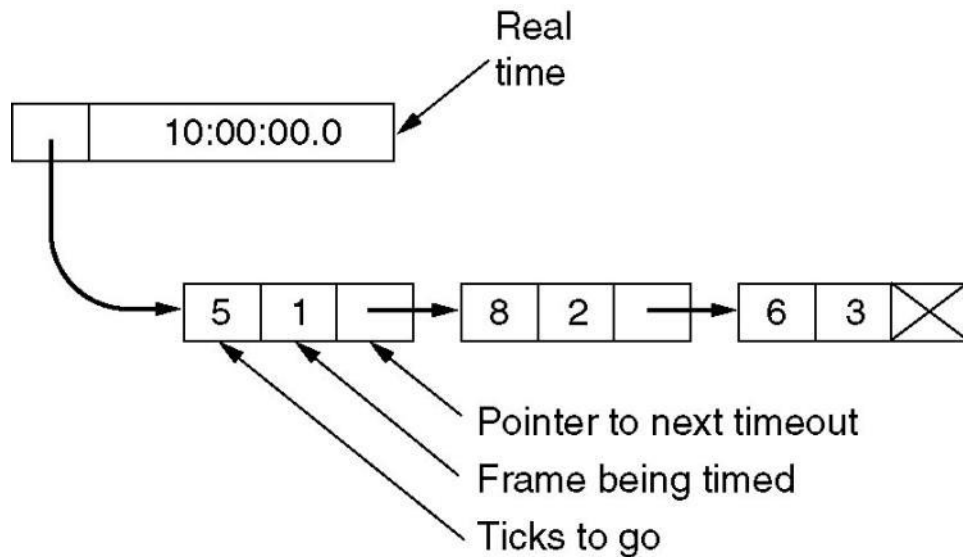 Real
time
10:00:00.0
5 1 8 2 6 3
Pointer to next timeout
Frame being timed
Ticks to go